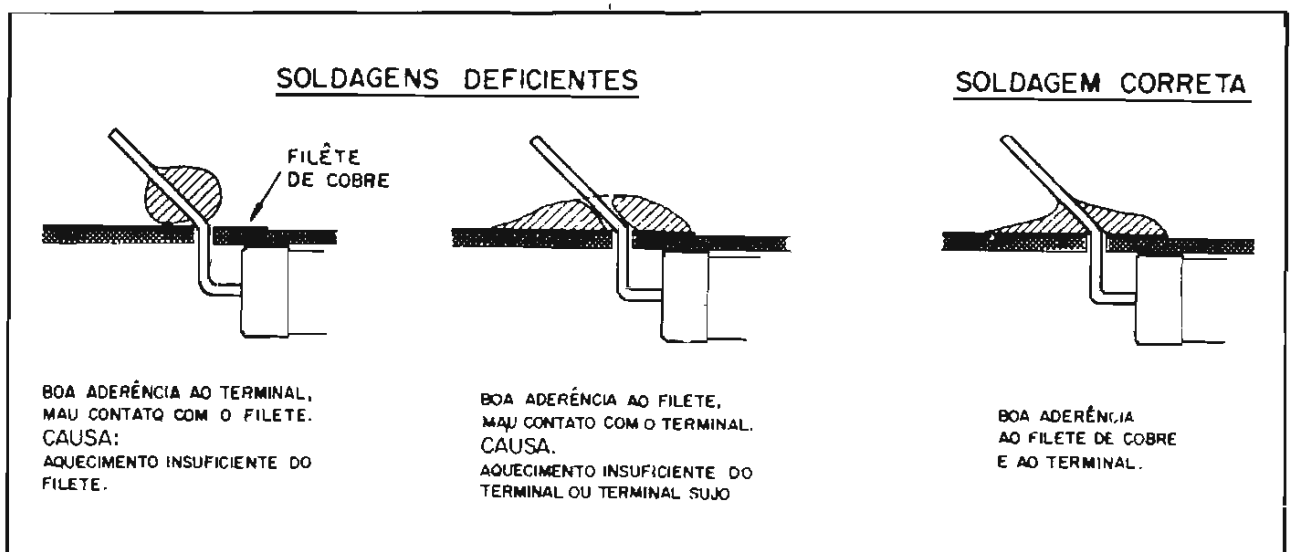 SOLDAGENS DEFICIENTES
SOLDAGEM CORRETA
FILÊTE
DE COBRE
BOA ADERÊNCIA AO TERMINAL,
MAU CONTATO COM O FILETE.
CAUSA:
AQUECIMENTO INSUFICIENTE DO
FILETE.
BOA ADERÊNCIA AO FILETE,
MAU CONTATO COM O TERMINAL.
CAUSA.
AQUECIMENTO INSUFICIENTE DO
TERMINAL OU TERMINAL SUJO
BOA ADERÊNCIA
AO FILETE DE COBRE
E AO TERMINAL.